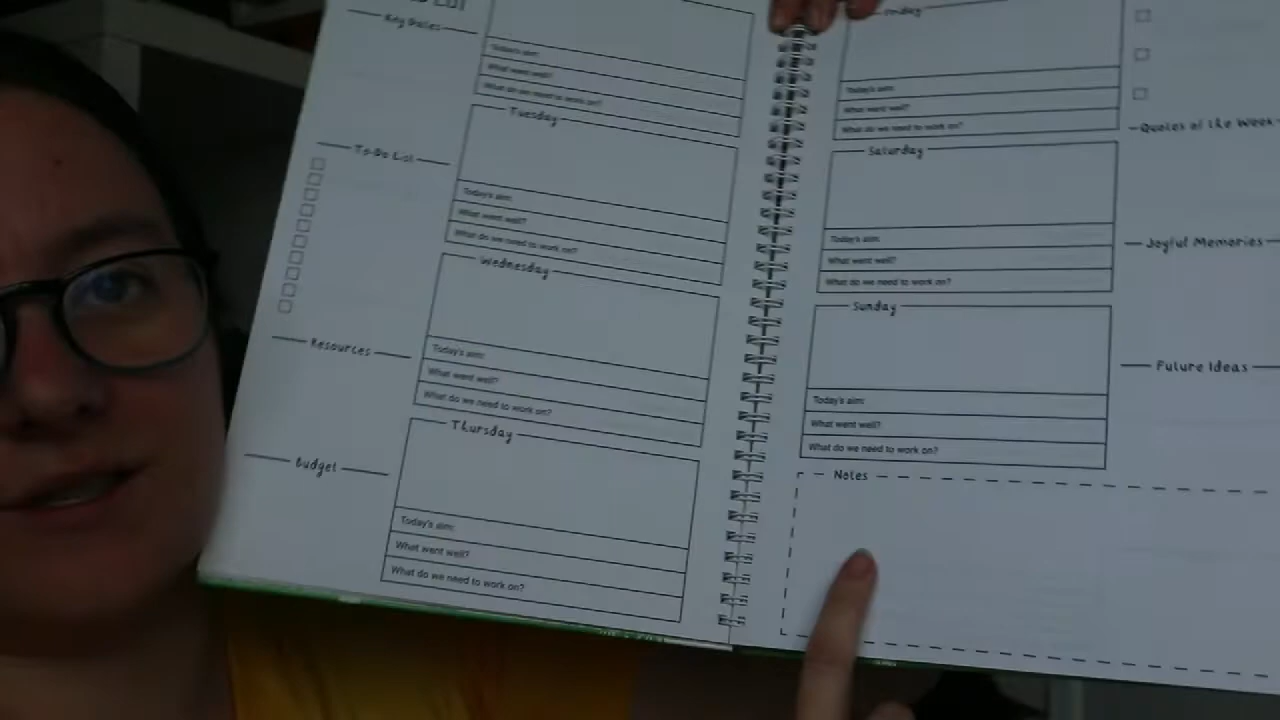 Key Dates
To-Do List
Resources
Budget
Today's aim:
What went well?
What do we need to work on?
Tuesday
Today's aim:
What went well?
What do we need to work on?
Wednesday
Today's aim:
What went well?
What do we need to work on?
Thursday
Today's aim:
What went well?
What do we need to work on?
Today's aim:
What went well?
What do we need to work on?
Saturday
Today's aim:
What went well?
What do we need to work on?
Sunday
Today's aim:
What went well?
What do we need to work on?
Notes
Quotes of the Week
Joyful Memories
Future Ideas